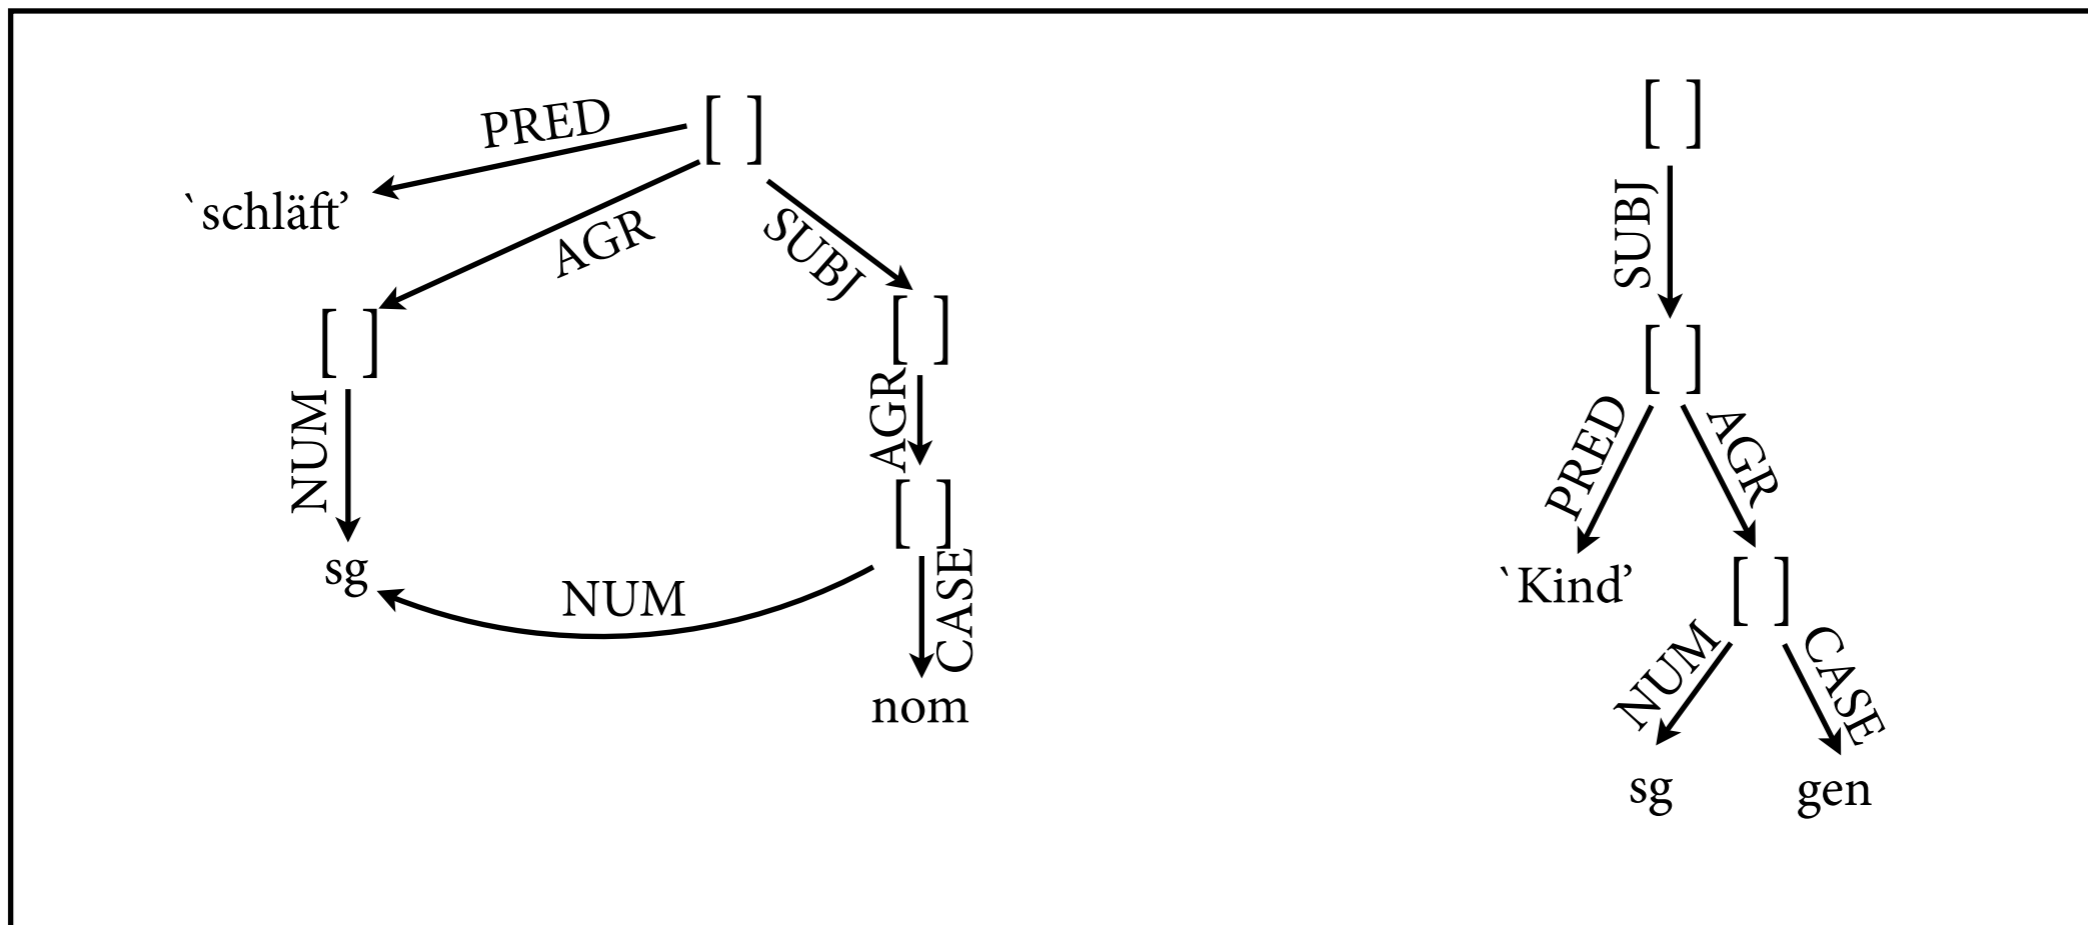 PRED
[ ]
`schläft’
AGR
SUBJ
[ ]
[ ]
NUM
AGR
sg
[ ]
NUM
CASE
nom
[ ]
SUBJ
[ ]
PRED
AGR
`Kind’
[ ]
NUM
CASE
sg
gen